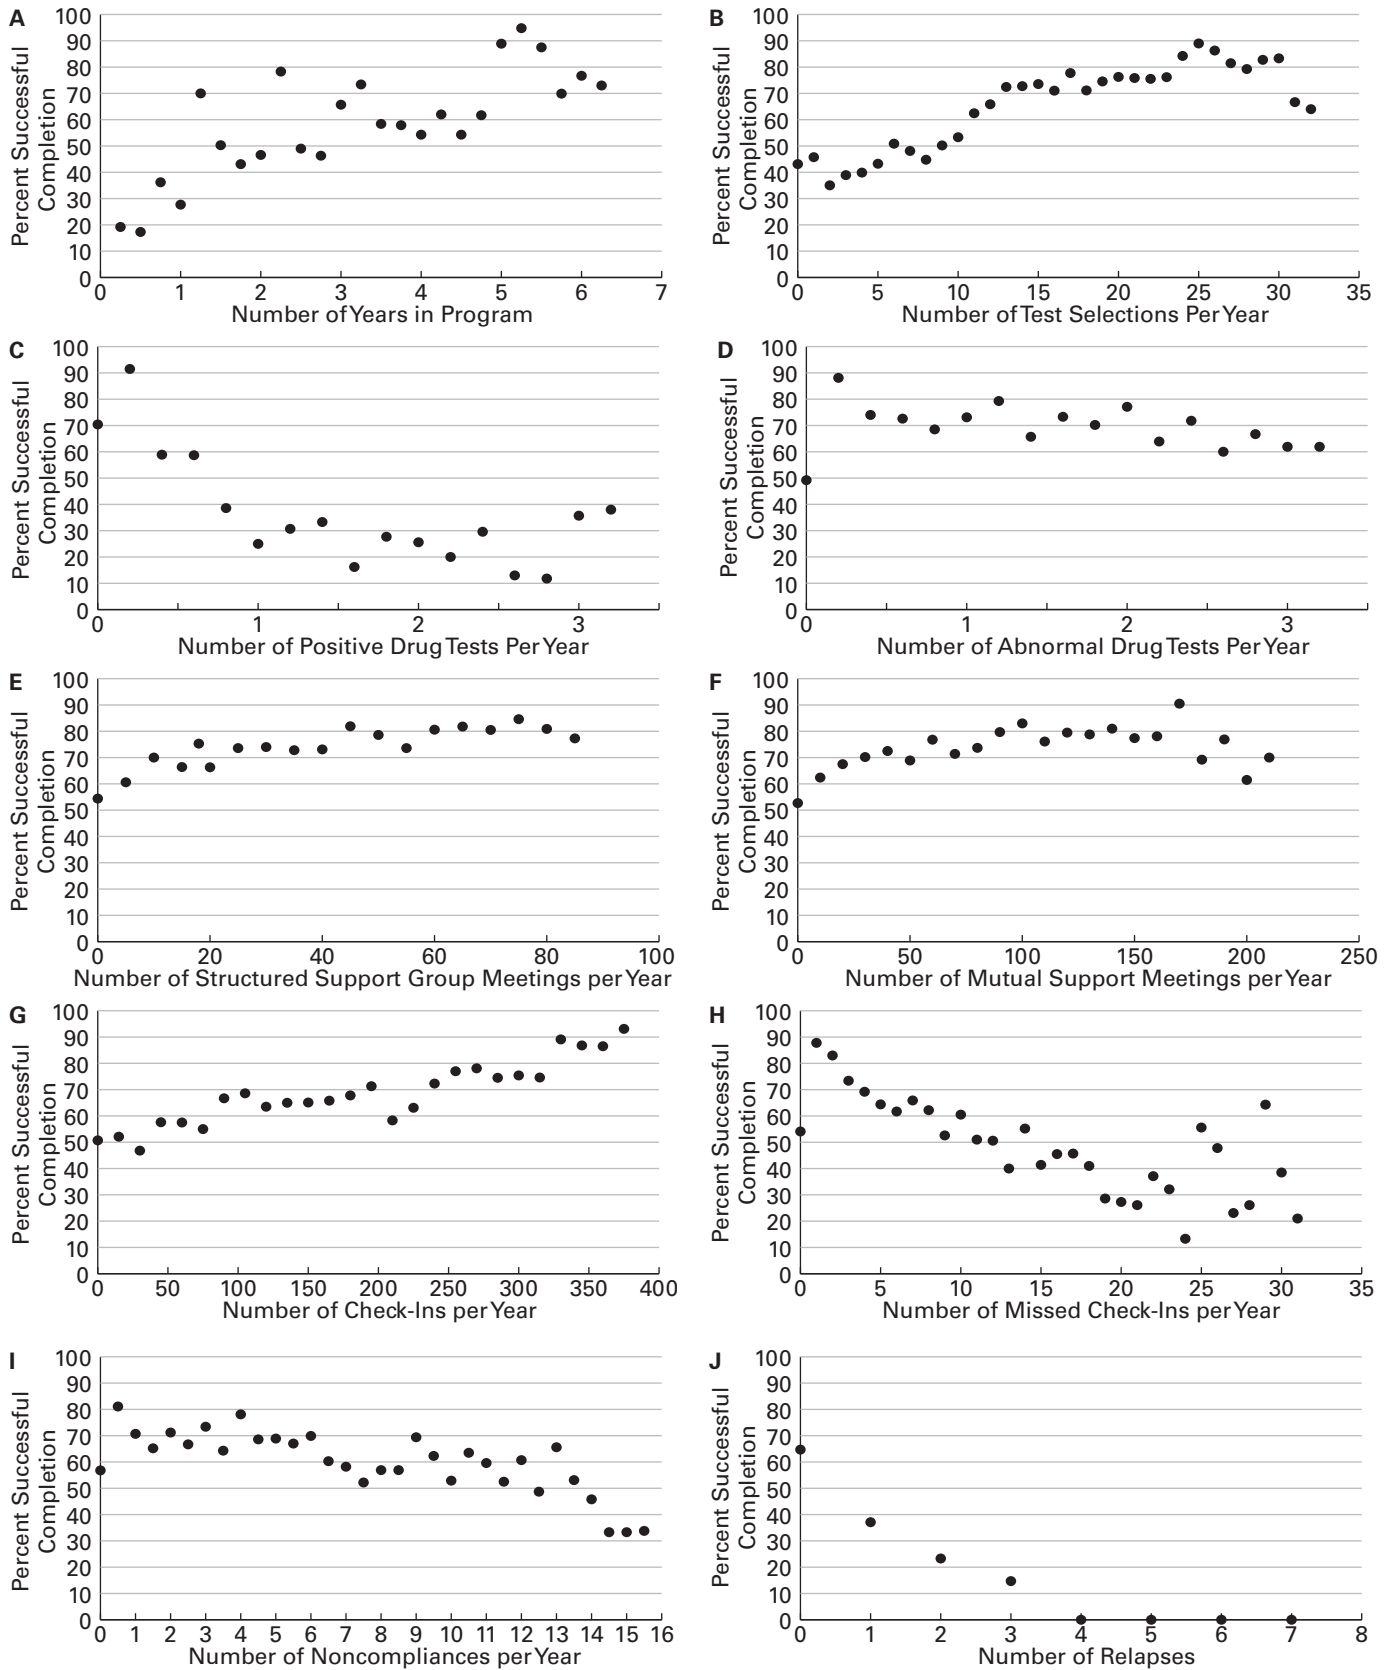 A
Percent Successful
Completion
100
90
80
70
60
50
40
30
20
10
0
0 1 2 3 4 5 6 7
Number of Years in Program
B
Percent Successful
Completion
100
90
80
70
60
50
40
30
20
10
0
0 5 10 15 20 25 30 35
Number of Test Selections Per Year
C
Percent Successful
Completion
100
90
80
70
60
50
40
30
20
10
0
0 1 2 3
Number of Positive Drug Tests Per Year
D
Percent Successful
Completion
100
90
80
70
60
50
40
30
20
10
0
0 1 2 3
Number of Abnormal Drug Tests Per Year
E
Percent Successful
Completion
100
90
80
70
60
50
40
30
20
10
0
0 20 40 60 80 100
Number of Structured Support Group Meetings per Year
F
Percent Successful
Completion
100
90
80
70
60
50
40
30
20
10
0
0 50 100 150 200 250
Number of Mutual Support Meetings per Year
G
Percent Successful
Completion
100
90
80
70
60
50
40
30
20
10
0
0 50 100 150 200 250 300 350 400
Number of Check-Ins per Year
H
Percent Successful
Completion
100
90
80
70
60
50
40
30
20
10
0
0 5 10 15 20 25 30 35
Number of Missed Check-Ins per Year
I
Percent Successful
Completion
100
90
80
70
60
50
40
30
20
10
0
0 1 2 3 4 5 6 7 8 9 10 11 12 13 14 15 16
Number of Noncompliances per Year
J
Percent Successful
Completion
100
90
80
70
60
50
40
30
20
10
0
0 1 2 3 4 5 6 7 8
Number of Relapses